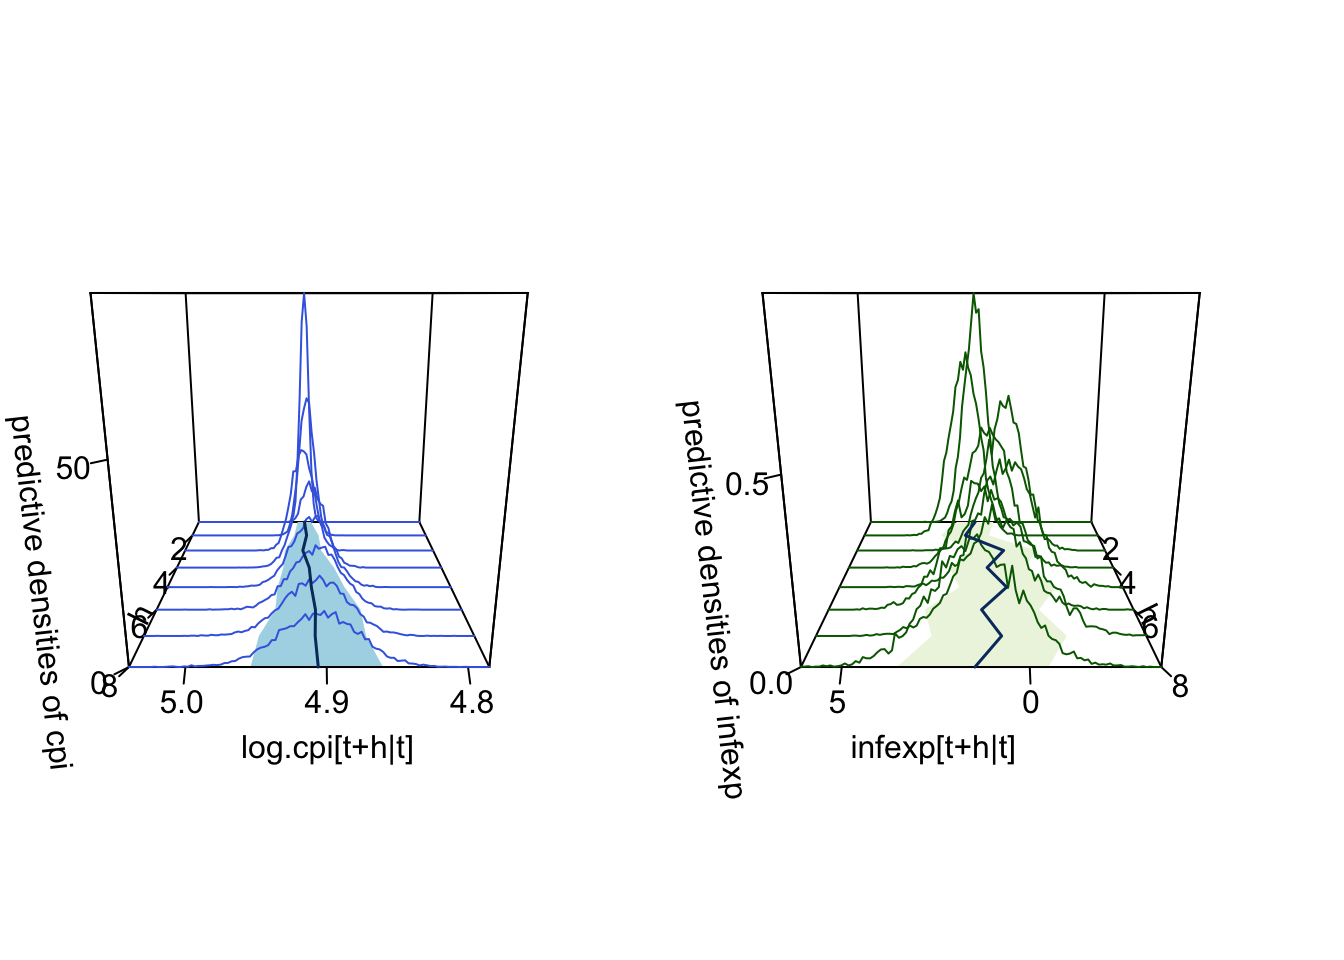 predictive densities of cpi
50
0
2
4
6
8
h
5.0
4.9
4.8
log.cpi[t+h|t]
predictive densities of infexp
0.5
0.0
5
0
infexp[t+h|t]
2
4
6
8
h